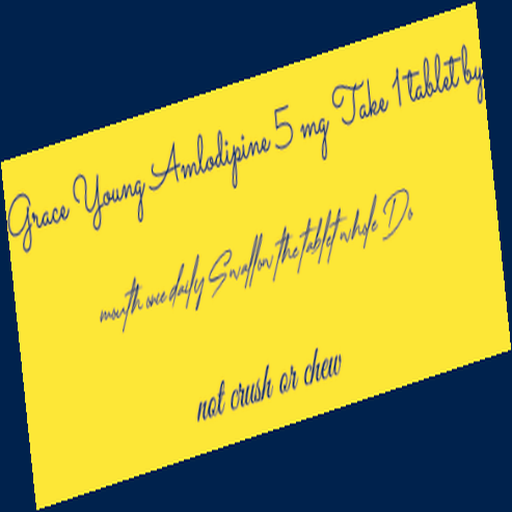 Grace Young Amlodipine 5 mg Take 1 tablet by
mouth once daily Swallow the tablet whole Do
not crush or chew